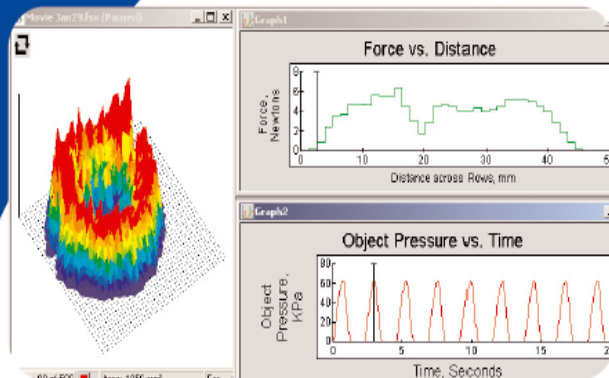 Movie Jan29.fsx (Paused)
Graph1
Force vs. Distance
Force,
Newtons
8
6
4
2
0
0 10 20 30 40
Distance across Rows, mm
Graph2
Object Pressure vs. Time
Object
Pressure,
KPa
80
60
40
20
0
0 5 10 15
Time, Seconds